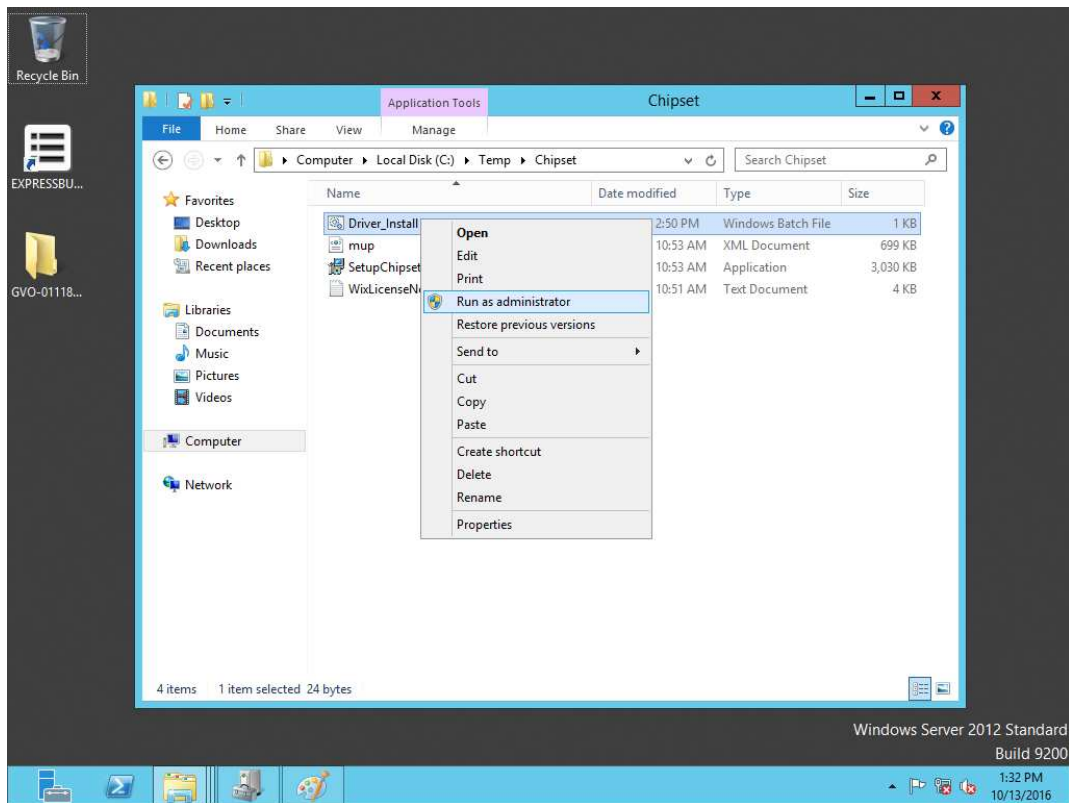 Recycle Bin
EXPRESSBU...
GVO-01118...
Application Tools
Chipset
File Home Share View Manage
Computer Local Disk (C:) Temp Chipset
Search Chipset
Favorites
Desktop
Downloads
Recent places
Libraries
Documents
Music
Pictures
Videos
Computer
Network
Name Date modified Type Size
Driver_Install 2:50 PM Windows Batch File 1 KB
mup 10:53 AM XML Document 699 KB
SetupChipset 10:53 AM Application 3,030 KB
WixLicenseN 10:51 AM Text Document 4 KB
Open
Edit
Print
Run as administrator
Restore previous versions
Send to
Cut
Copy
Paste
Create shortcut
Delete
Rename
Properties
4 items 1 item selected 24 bytes
Windows Server 2012 Standard
Build 9200
1:32 PM
10/13/2016